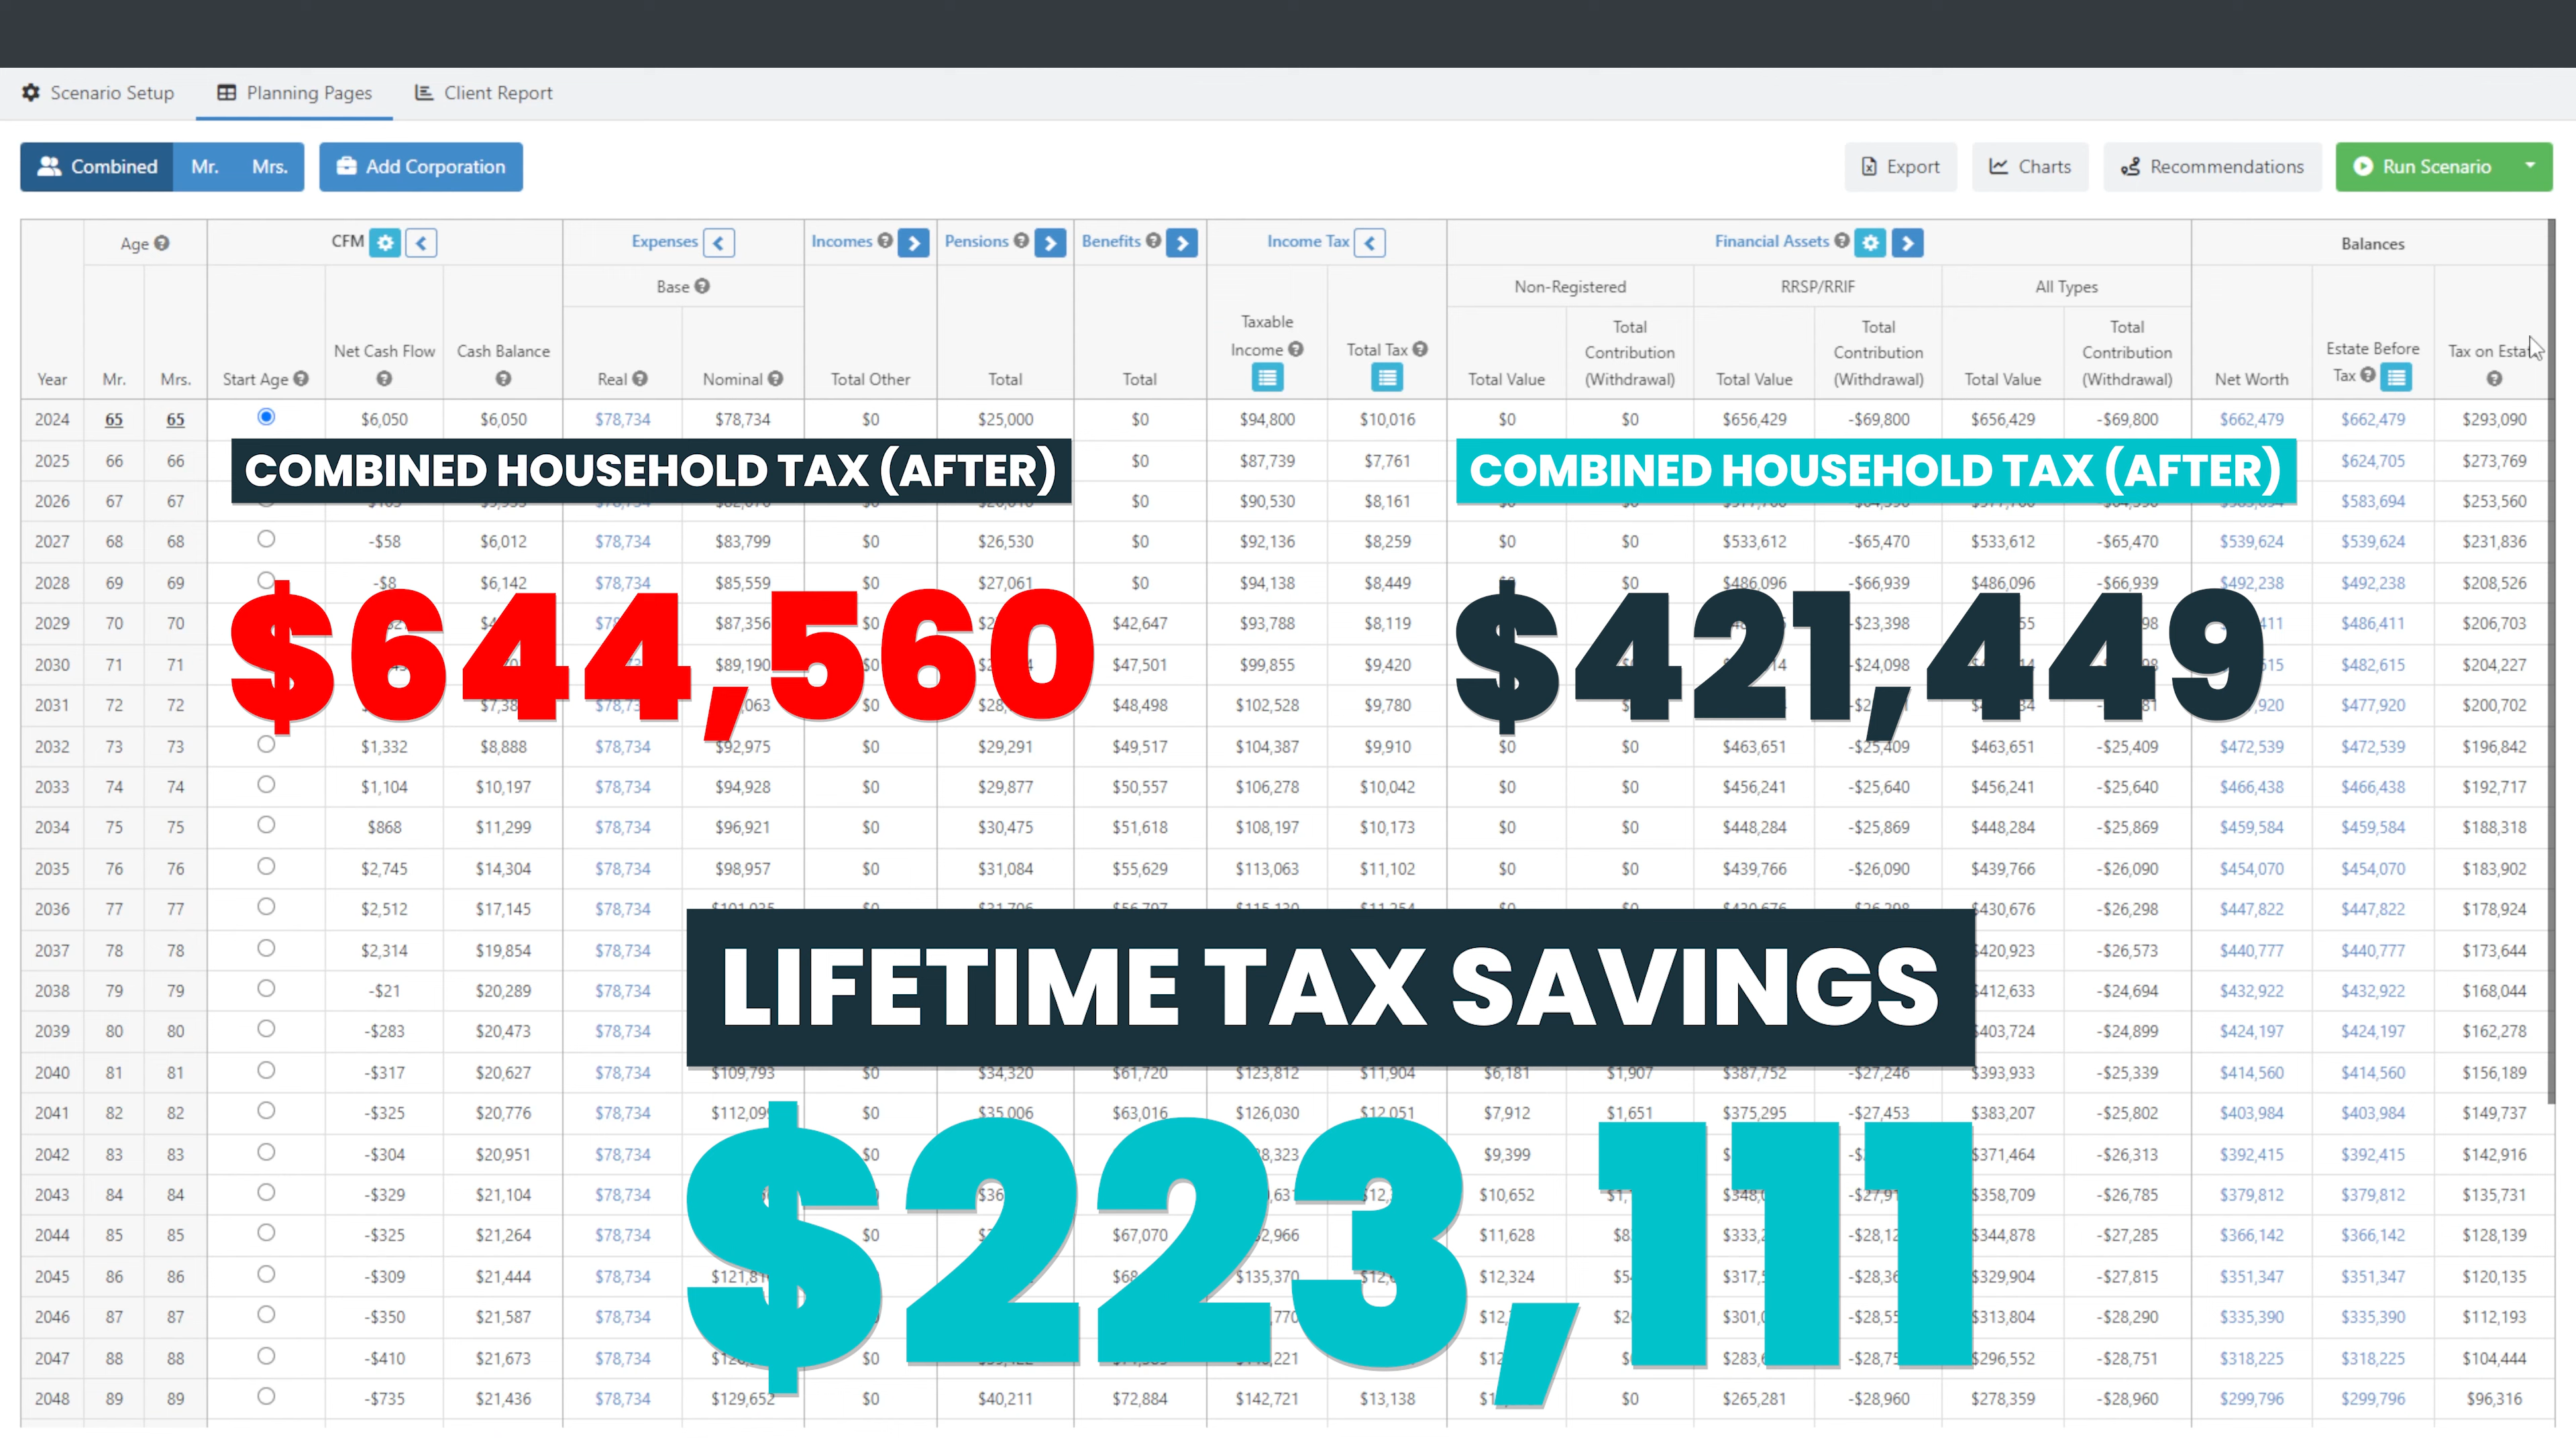 Scenario Setup Planning Pages Client Report
Combined Mr. Mrs. Add Corporation Export Charts Recommendations Run Scenario
Age CFM Expenses Incomes Pensions Benefits Income Tax Financial Assets Balances
Base Non-Registered RRSP/RRIF All Types
Year Mr. Mrs. Start Age Net Cash Flow Cash Balance Real Nominal Total Other Total Total Taxable Income Total Tax Total Value Total Contribution (Withdrawal) Total Value Total Contribution (Withdrawal) Total Value Total Contribution (Withdrawal) Net Worth Estate Before Tax Tax on Estate
2024 65 65 $6,050 $6,050 $78,734 $78,734 $0 $25,000 $0 $94,800 $10,016 $0 $0 $656,429 -$69,800 $656,429 -$69,800 $662,479 $662,479 $293,090
COMBINED HOUSEHOLD TAX (AFTER) COMBINED HOUSEHOLD TAX (AFTER)
2025 66 66 $0 $87,739 $7,761 $624,705 $273,769
2026 67 67 $0 $90,530 $8,161 $583,694 $253,560
2027 68 68 -$58 $6,012 $78,734 $83,799 $0 $26,530 $0 $92,136 $8,259 $0 $0 $533,612 -$65,470 $533,612 -$65,470 $539,624 $539,624 $231,836
2028 69 69 -$8 $6,142 $78,734 $85,559 $0 $27,061 $0 $94,138 $8,449 $0 $486,096 -$66,939 $486,096 -$66,939 $492,238 $492,238 $208,526
$644,560 $421,449
2029 70 70 $87,356 $42,647 $93,788 $8,119 -$23,398 $486,411 $206,703
2030 71 71 $89,190 $47,501 $99,855 $9,420 -$24,098 $482,615 $204,227
2031 72 72 $0 $48,498 $102,528 $9,780 $477,920 $200,702
2032 73 73 $1,332 $8,888 $78,734 $92,975 $0 $29,291 $49,517 $104,387 $9,910 $0 $0 $463,651 -$25,409 $463,651 -$25,409 $472,539 $472,539 $196,842
2033 74 74 $1,104 $10,197 $78,734 $94,928 $0 $29,877 $50,557 $106,278 $10,042 $0 $0 $456,241 -$25,640 $456,241 -$25,640 $466,438 $466,438 $192,717
2034 75 75 $868 $11,299 $78,734 $96,921 $0 $30,475 $51,618 $108,197 $10,173 $0 $0 $448,284 -$25,869 $448,284 -$25,869 $459,584 $459,584 $188,318
2035 76 76 $2,745 $14,304 $78,734 $98,957 $0 $31,084 $55,629 $113,063 $11,102 $0 $0 $439,766 -$26,090 $439,766 -$26,090 $454,070 $454,070 $183,902
2036 77 77 $2,512 $17,145 $78,734 $430,676 -$26,298 $447,822 $447,822 $178,924
2037 78 78 $2,314 $19,854 $78,734 $420,923 -$26,573 $440,777 $440,777 $173,644
LIFETIME TAX SAVINGS
2038 79 79 -$21 $20,289 $78,734 $412,633 -$24,694 $432,922 $432,922 $168,044
2039 80 80 -$283 $20,473 $78,734 $403,724 -$24,899 $424,197 $424,197 $162,278
2040 81 81 -$317 $20,627 $78,734 $109,793 $0 $34,320 $61,720 $123,812 $11,904 $6,181 $1,907 $387,752 -$27,246 $393,933 -$25,339 $414,560 $414,560 $156,189
2041 82 82 -$325 $20,776 $78,734 $0 $35,006 $63,016 $126,030 $12,051 $7,912 $1,651 $375,295 -$27,453 $383,207 -$25,802 $403,984 $403,984 $149,737
$223,111
2042 83 83 -$304 $20,951 $78,734 $0 $9,399 $371,464 -$26,313 $392,415 $392,415 $142,916
2043 84 84 -$329 $21,104 $78,734 $10,652 $358,709 -$26,785 $379,812 $379,812 $135,731
2044 85 85 -$325 $21,264 $78,734 $0 $67,070 $11,628 $344,878 -$27,285 $366,142 $366,142 $128,139
2045 86 86 -$309 $21,444 $78,734 $0 $135,370 $12,324 $329,904 -$27,815 $351,347 $351,347 $120,135
2046 87 87 -$350 $21,587 $78,734 $0 $313,804 -$28,290 $335,390 $335,390 $112,193
2047 88 88 -$410 $21,673 $78,734 $0 $296,552 -$28,751 $318,225 $318,225 $104,444
2048 89 89 -$735 $21,436 $78,734 $129,652 $0 $40,211 $72,884 $142,721 $13,138 $0 $265,281 -$28,960 $278,359 -$28,960 $299,796 $299,796 $96,316